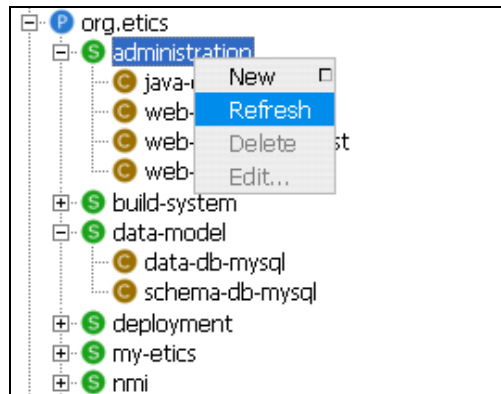 P org.etics
S administration
C java-
New
C web-
Refresh
C web-
Delete
st
C web-
Edit...
S build-system
S data-model
C data-db-mysql
C schema-db-mysql
S deployment
S my-etics
S nmi